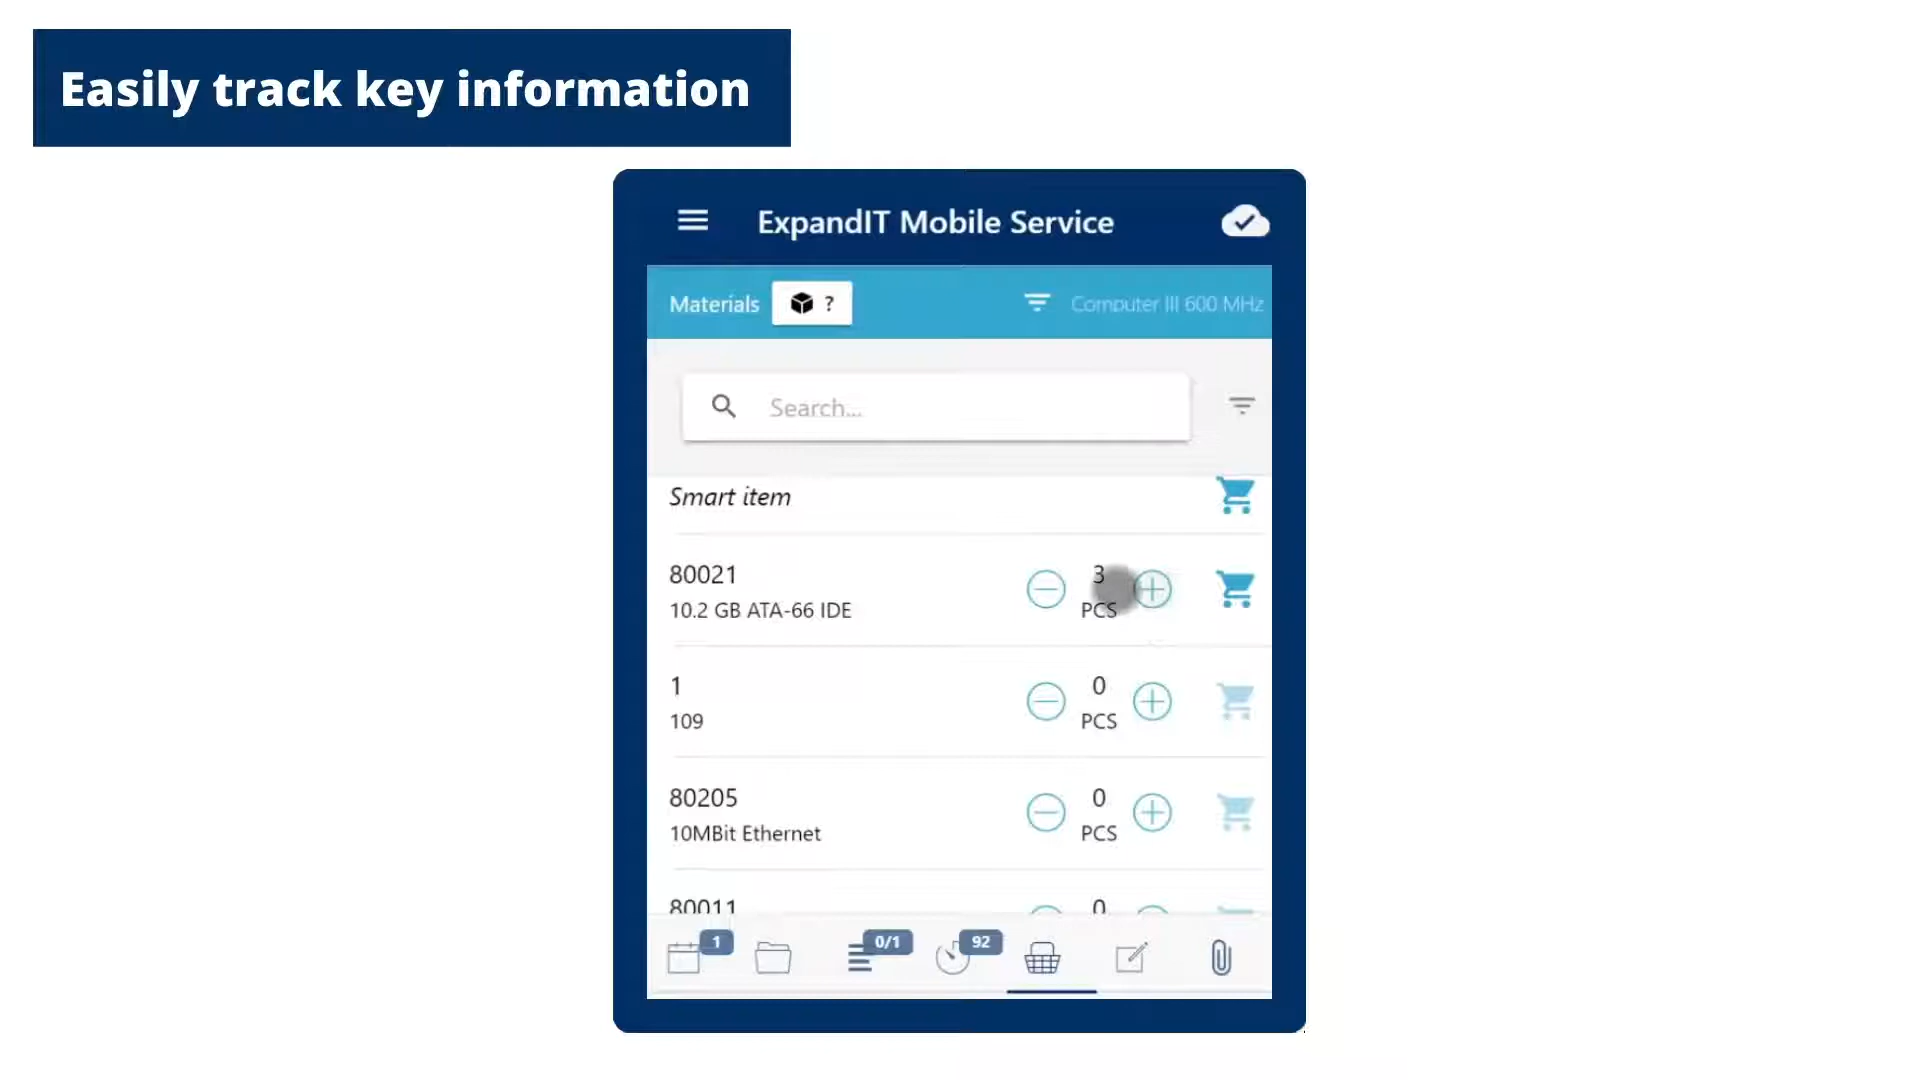 Easily track key information
ExpandIT Mobile Service
Materials ? Computer III 600 MHz
Search...
Smart item
80021 3
10.2 GB ATA-66 IDE PCS
1 0
109 PCS
80205 0
10MBit Ethernet PCS
80011 0
1 0/1 92